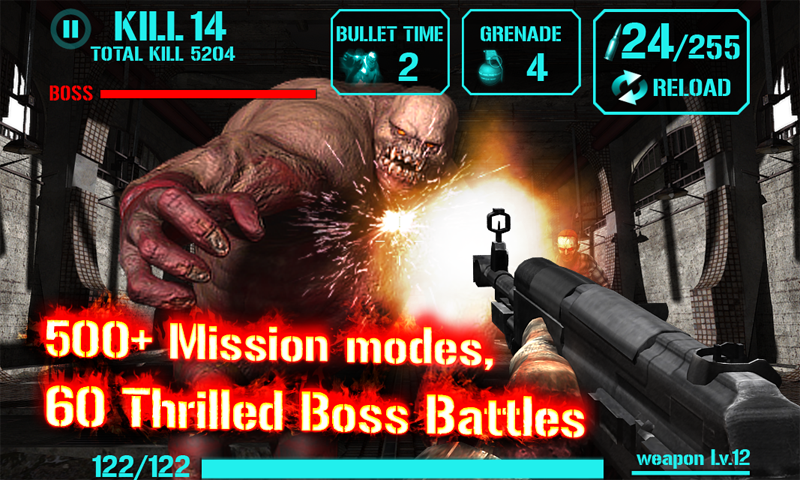 KILL 14
TOTAL KILL 5204
BOSS
BULLET TIME
2
GRENADE
4
24/255
RELOAD
500+ Mission modes,
60 Thrilled Boss Battles
122/122
weapon Lv.12